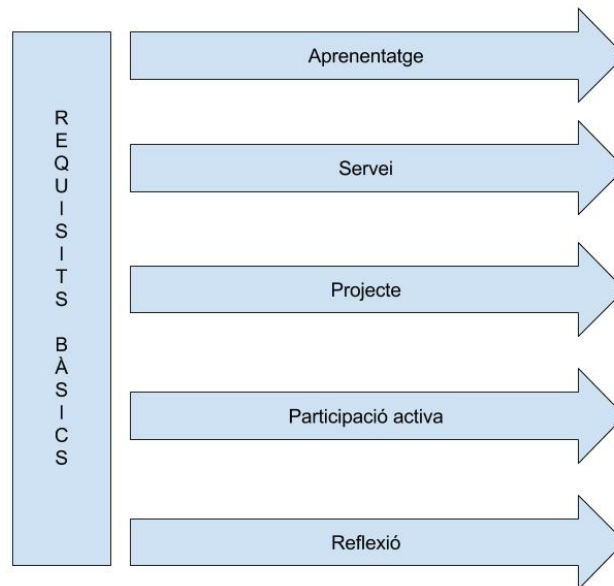 REQUISITS BÀSICS
Aprenentatge
Servei
Projecte
Participació activa
Reflexió